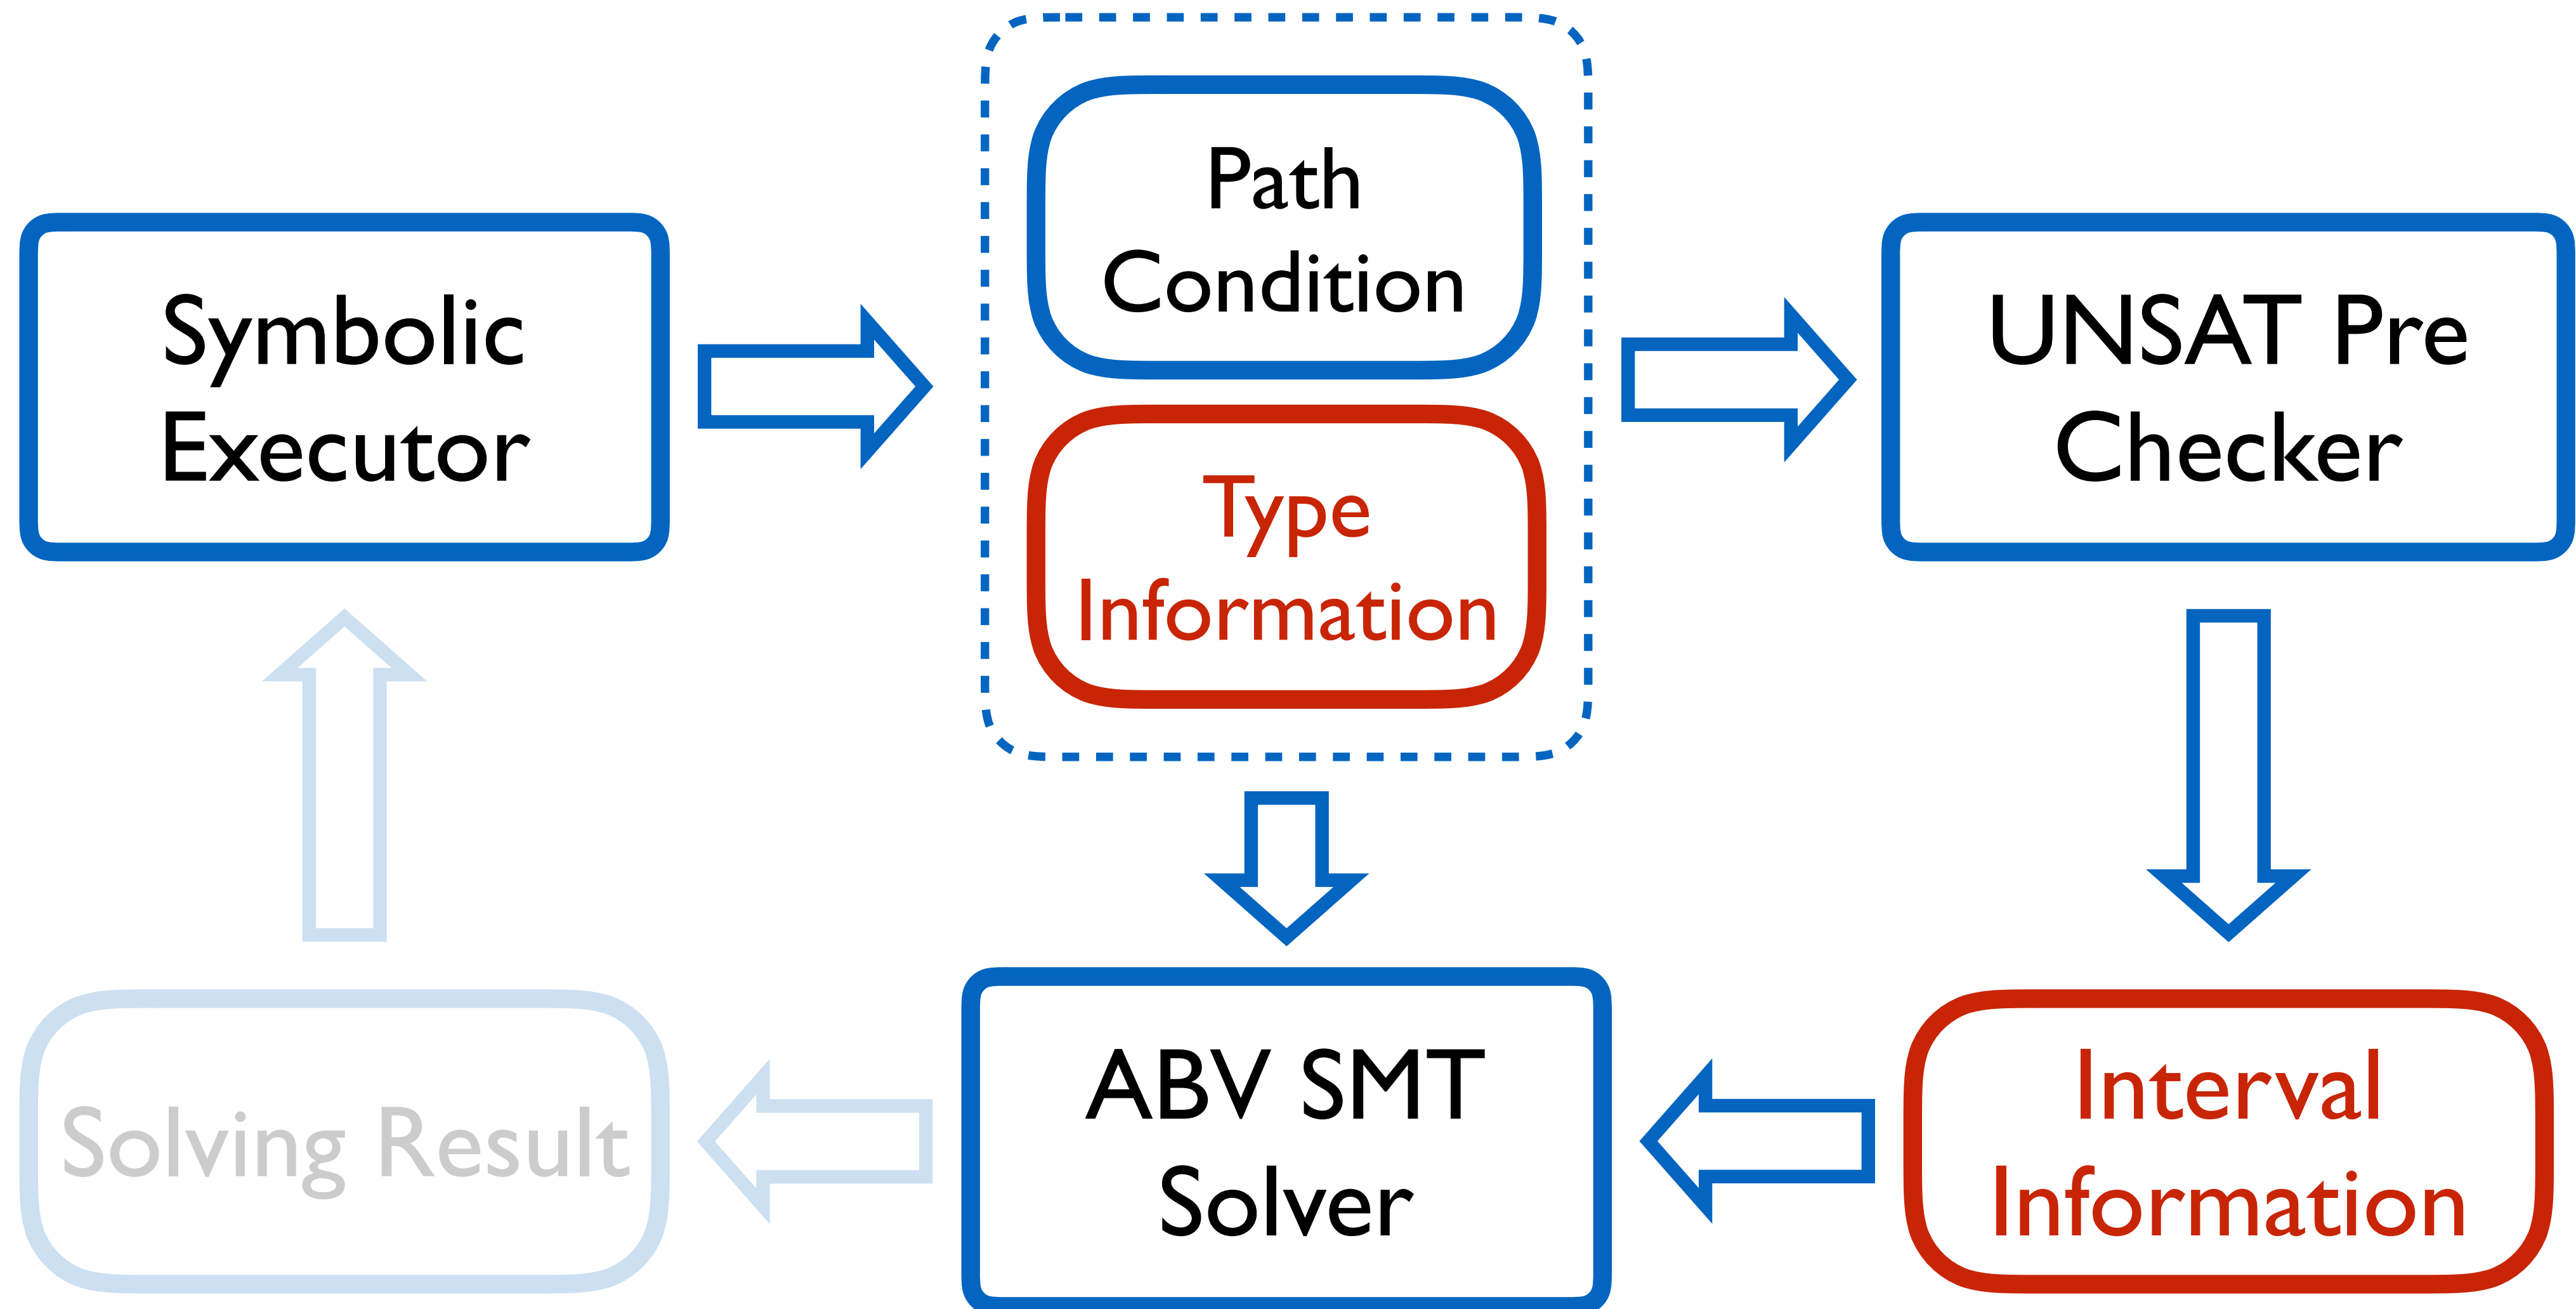 Path
Condition
Type
Information
Symbolic
Executor
UNSAT Pre
Checker
Solving Result
ABV SMT
Solver
Interval
Information